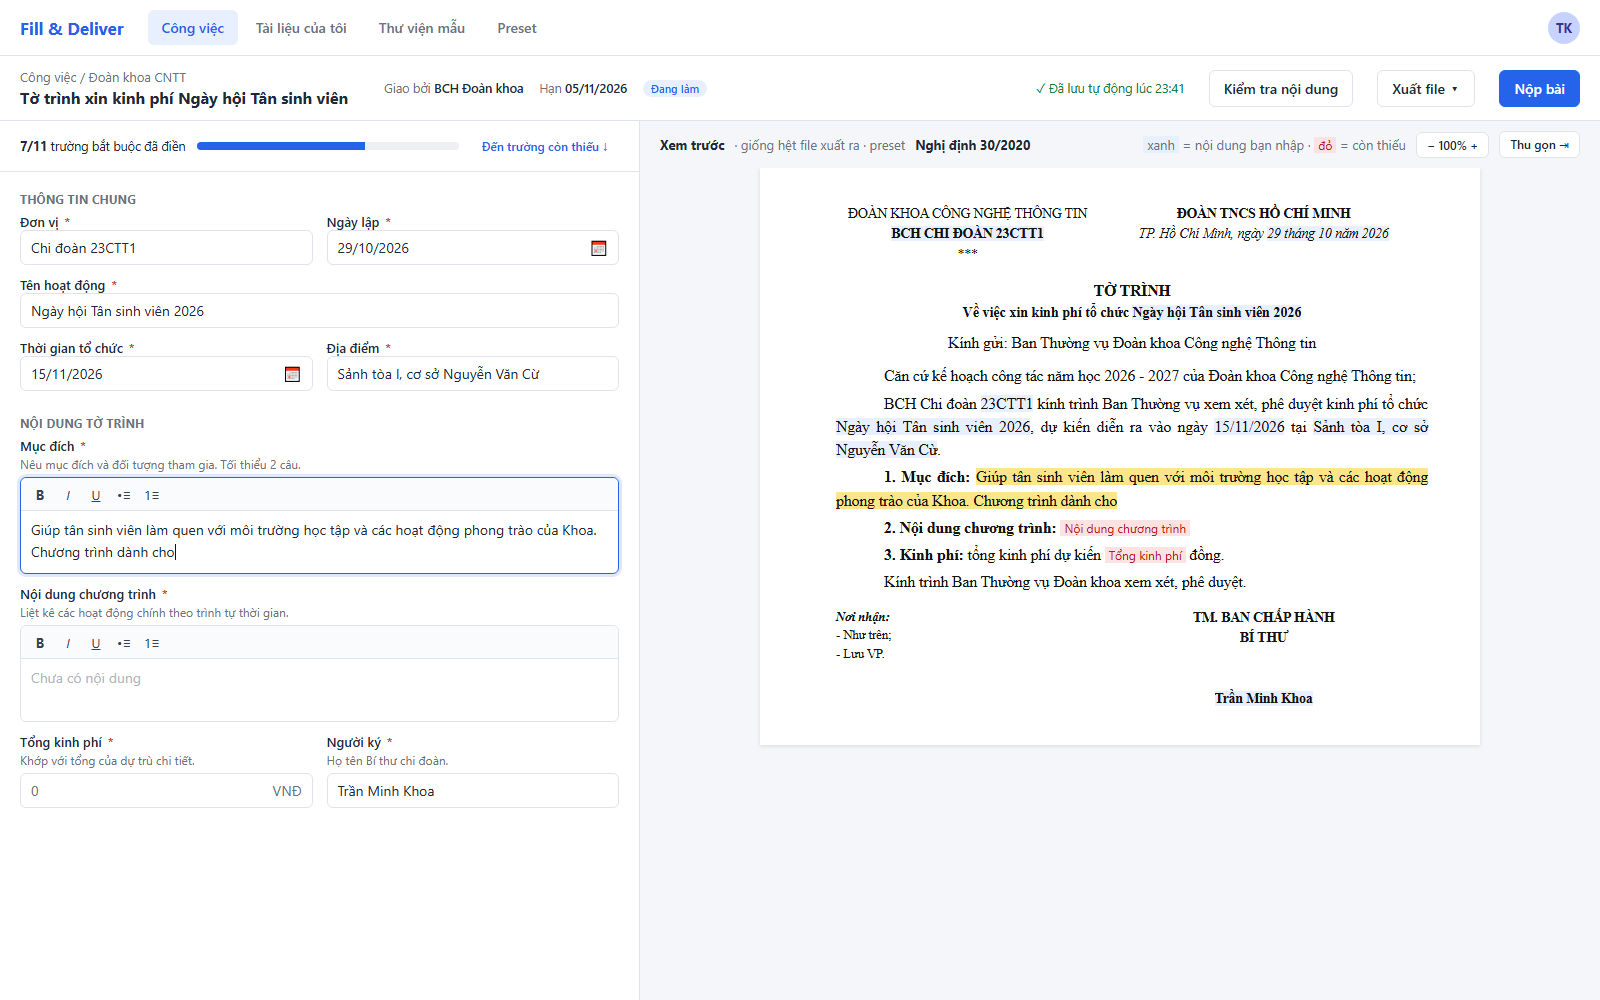 Fill & Deliver
Công việc
Tài liệu của tôi
Thư viện mẫu
Preset
TK
Công việc / Đoàn khoa CNTT
Tờ trình xin kinh phí Ngày hội Tân sinh viên
Giao bởi BCH Đoàn khoa
Hạn 05/11/2026
Đang làm
✓ Đã lưu tự động lúc 23:41
Kiểm tra nội dung
Xuất file ▾
Nộp bài
7/11 trường bắt buộc đã điền
Đến trường còn thiếu ↓
THÔNG TIN CHUNG
Đơn vị *
Ngày lập *
Chi đoàn 23CTT1
29/10/2026
Tên hoạt động *
Ngày hội Tân sinh viên 2026
Thời gian tổ chức *
Địa điểm *
15/11/2026
Sảnh tòa I, cơ sở Nguyễn Văn Cừ
NỘI DUNG TỜ TRÌNH
Mục đích *
Nêu mục đích và đối tượng tham gia. Tối thiểu 2 câu.
B I U •≡ 1≡
Giúp tân sinh viên làm quen với môi trường học tập và các hoạt động phong trào của Khoa.
Chương trình dành cho
Nội dung chương trình *
Liệt kê các hoạt động chính theo trình tự thời gian.
B I U •≡ 1≡
Chưa có nội dung
Tổng kinh phí *
Người ký *
Khớp với tổng của dự trù chi tiết.
Họ tên Bí thư chi đoàn.
0 VNĐ
Trần Minh Khoa
Xem trước · giống hệt file xuất ra · preset Nghị định 30/2020
xanh = nội dung bạn nhập · đỏ = còn thiếu
− 100% +
Thu gọn ⇥
ĐOÀN KHOA CÔNG NGHỆ THÔNG TIN
BCH CHI ĐOÀN 23CTT1
***
ĐOÀN TNCS HỒ CHÍ MINH
TP. Hồ Chí Minh, ngày 29 tháng 10 năm 2026
TỜ TRÌNH
Về việc xin kinh phí tổ chức Ngày hội Tân sinh viên 2026
Kính gửi: Ban Thường vụ Đoàn khoa Công nghệ Thông tin
Căn cứ kế hoạch công tác năm học 2026 - 2027 của Đoàn khoa Công nghệ Thông tin;
BCH Chi đoàn 23CTT1 kính trình Ban Thường vụ xem xét, phê duyệt kinh phí tổ chức
Ngày hội Tân sinh viên 2026, dự kiến diễn ra vào ngày 15/11/2026 tại Sảnh tòa I, cơ sở
Nguyễn Văn Cừ.
1. Mục đích: Giúp tân sinh viên làm quen với môi trường học tập và các hoạt động
phong trào của Khoa. Chương trình dành cho
2. Nội dung chương trình: Nội dung chương trình
3. Kinh phí: tổng kinh phí dự kiến Tổng kinh phí đồng.
Kính trình Ban Thường vụ Đoàn khoa xem xét, phê duyệt.
Nơi nhận:
- Như trên;
- Lưu VP.
TM. BAN CHẤP HÀNH
BÍ THƯ
Trần Minh Khoa